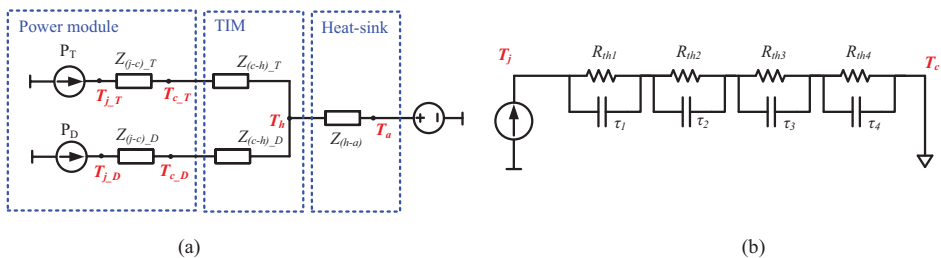 Power module
TIM
Heat-sink
P_T
Z_(j-c)_T
Z_(c-h)_T
T_j_T
T_c_T
T_h
Z_(h-a)
T_a
P_D
Z_(j-c)_D
Z_(c-h)_D
T_j_D
T_c_D
(a)
T_j
R_th1
R_th2
R_th3
R_th4
T_c
τ_1
τ_2
τ_3
τ_4
(b)